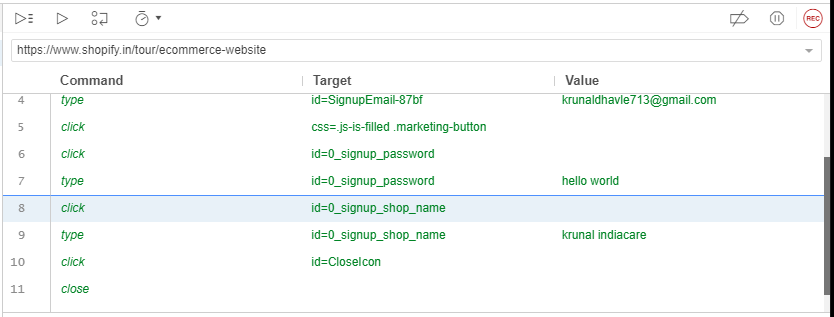 REC
https://www.shopify.in/tour/ecommerce-website
Command Target Value
4 type id=SignupEmail-87bf krunaldhavle713@gmail.com
5 click css=.js-is-filled .marketing-button
6 click id=0_signup_password
7 type id=0_signup_password hello world
8 click id=0_signup_shop_name
9 type id=0_signup_shop_name krunal indiacare
10 click id=CloseIcon
11 close